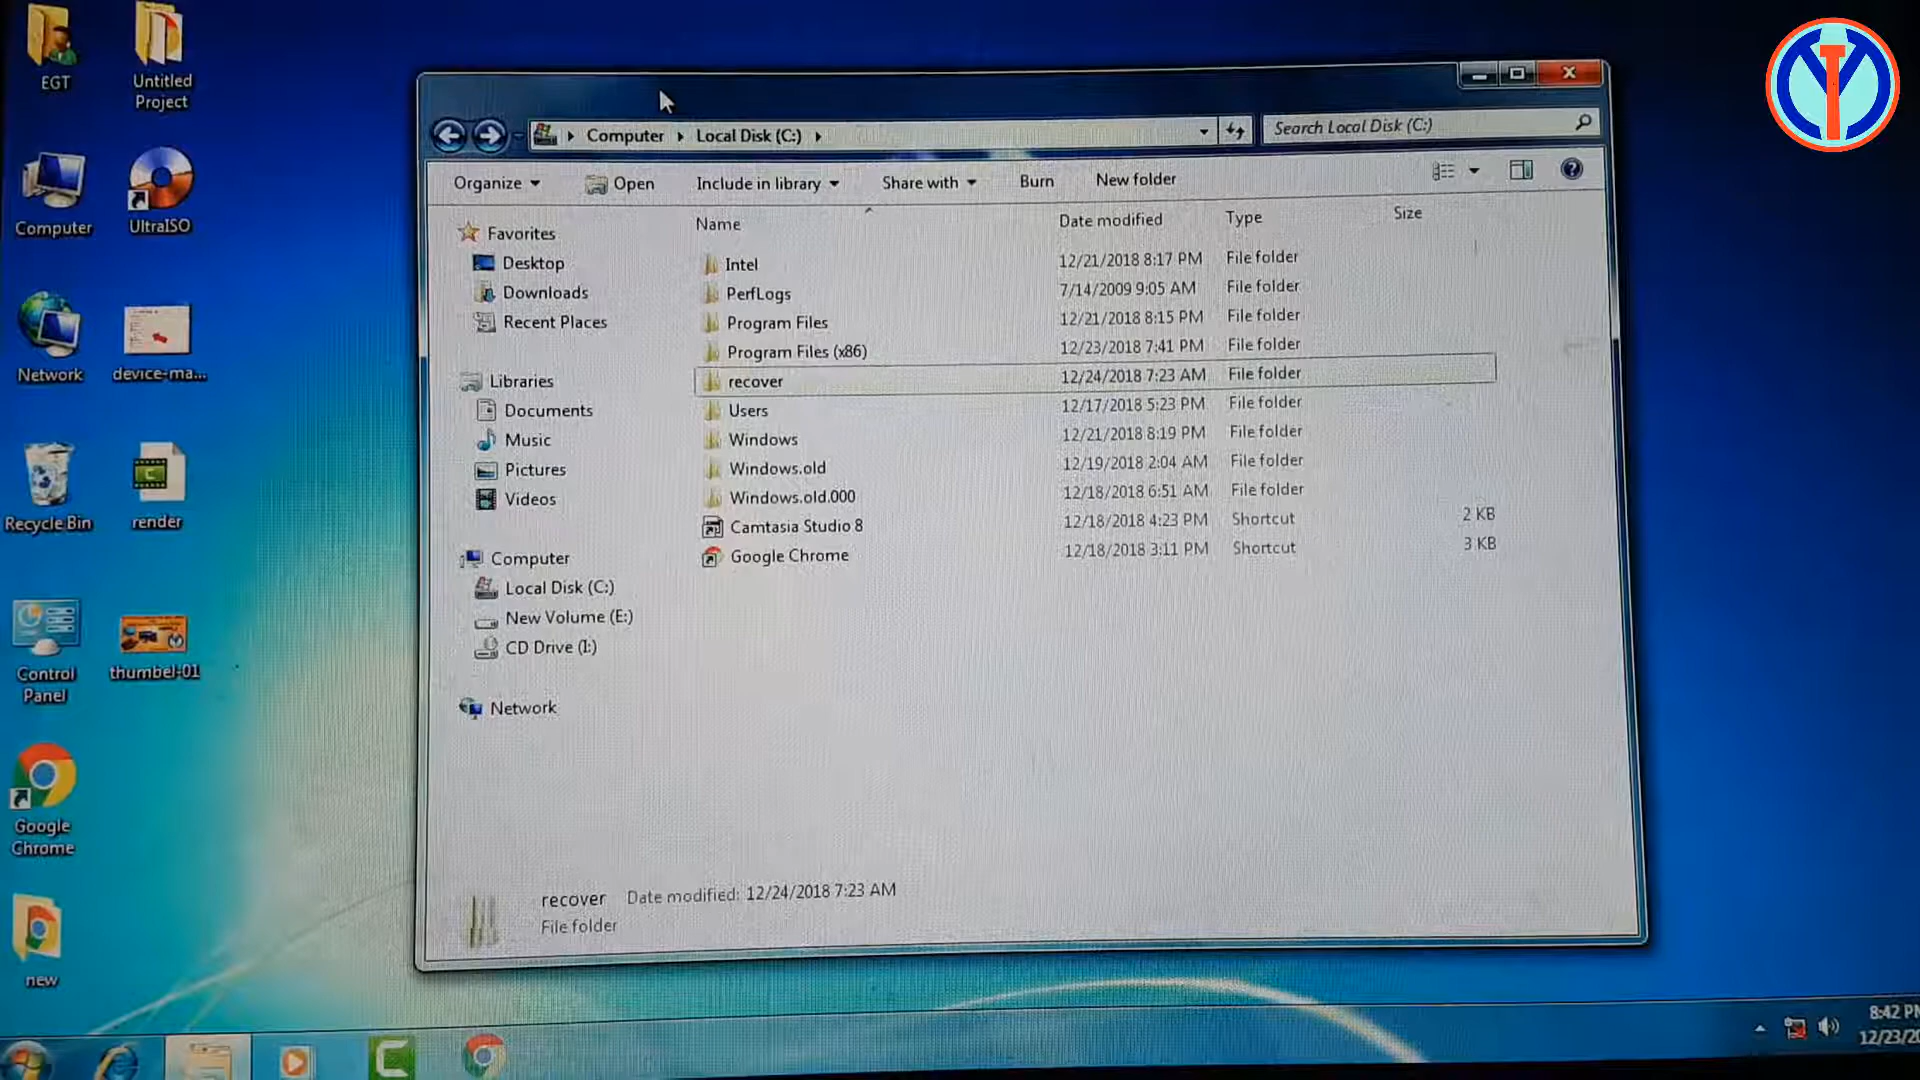 EGT
Untitled
Project
Computer
UltraISO
Network
device-ma...
Recycle Bin
render
Control
Panel
thumbel-01
Google
Chrome
new
Computer
Local Disk (C:)
Search Local Disk (C:)
Organize
Open
Include in library
Share with
Burn
New folder
Favorites
Desktop
Downloads
Recent Places
Libraries
Documents
Music
Pictures
Videos
Computer
Local Disk (C:)
New Volume (E:)
CD Drive (I:)
Network
Name Date modified Type Size
Intel 12/21/2018 8:17 PM File folder
PerfLogs 7/14/2009 9:05 AM File folder
Program Files 12/21/2018 8:15 PM File folder
Program Files (x86) 12/23/2018 7:41 PM File folder
recover 12/24/2018 7:23 AM File folder
Users 12/17/2018 5:23 PM File folder
Windows 12/21/2018 8:19 PM File folder
Windows.old 12/19/2018 2:04 AM File folder
Windows.old.000 12/18/2018 6:51 AM File folder
Camtasia Studio 8 12/18/2018 4:23 PM Shortcut 2 KB
Google Chrome 12/18/2018 3:11 PM Shortcut 3 KB
recover Date modified: 12/24/2018 7:23 AM
File folder
8:42 PM
12/23/20